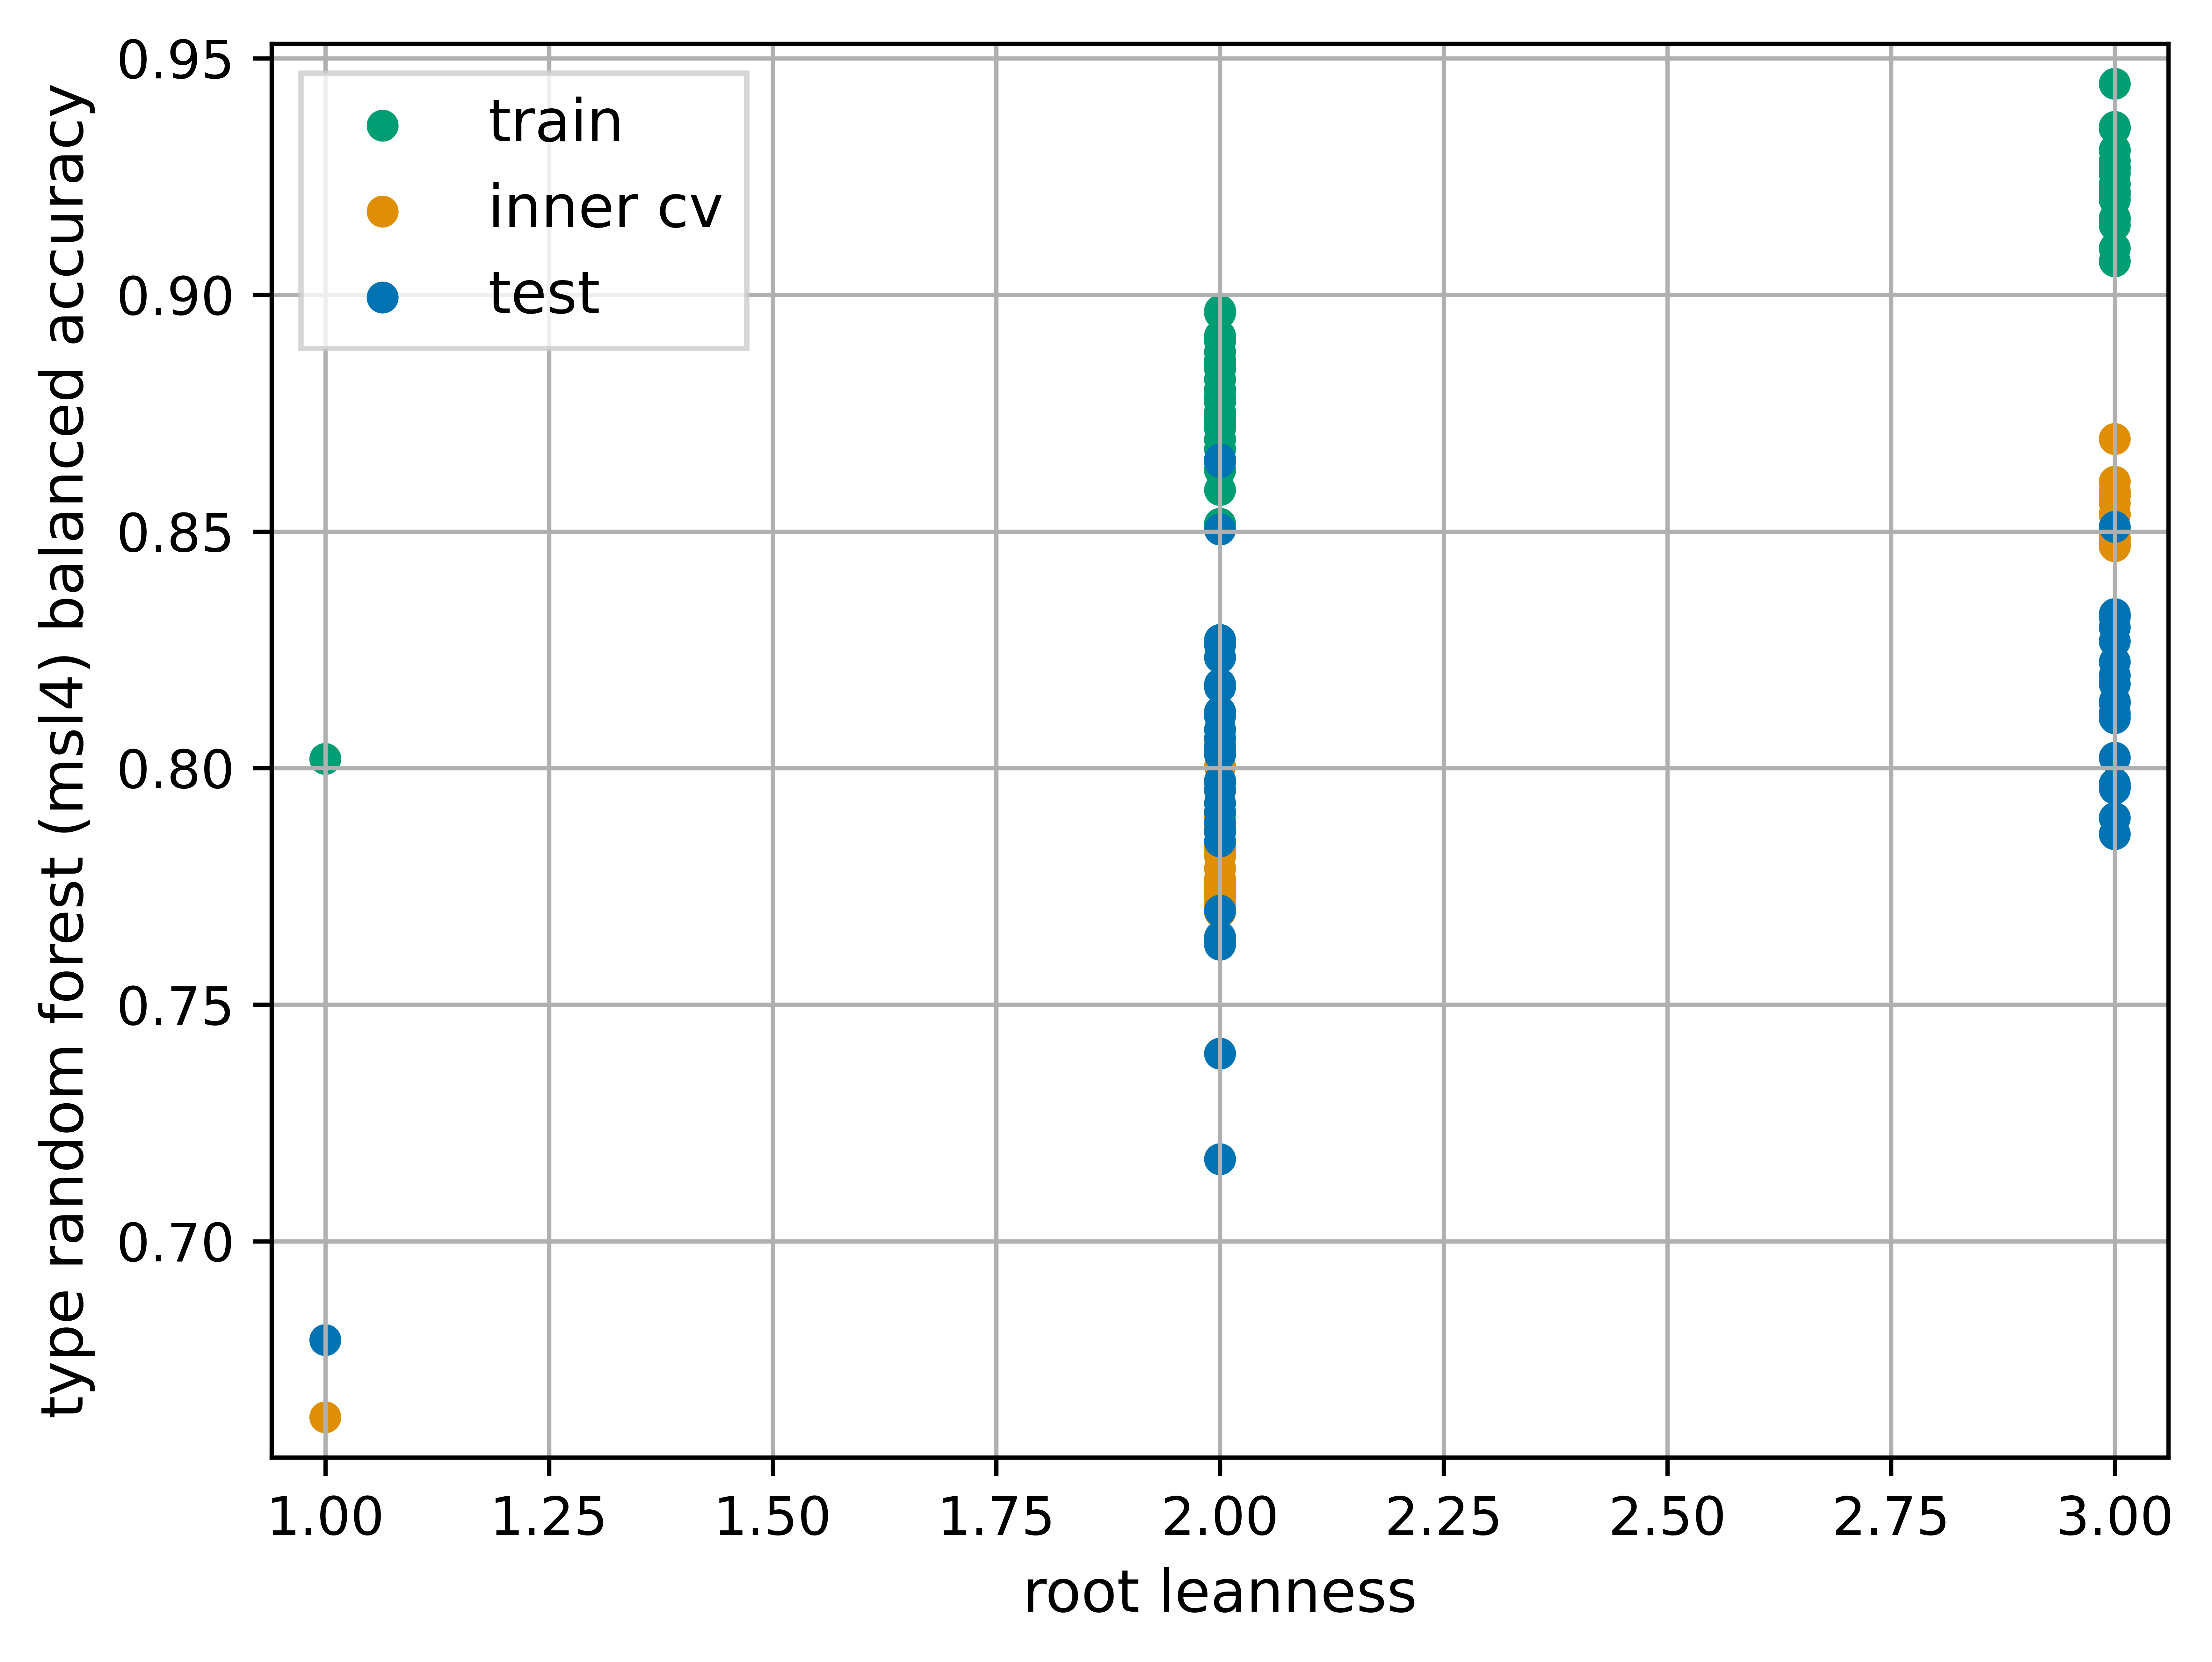 type random forest (msl4) balanced accuracy
0.95
0.90
0.85
0.80
0.75
0.70
train
inner cv
test
1.00 1.25 1.50 1.75 2.00 2.25 2.50 2.75 3.00
root leanness